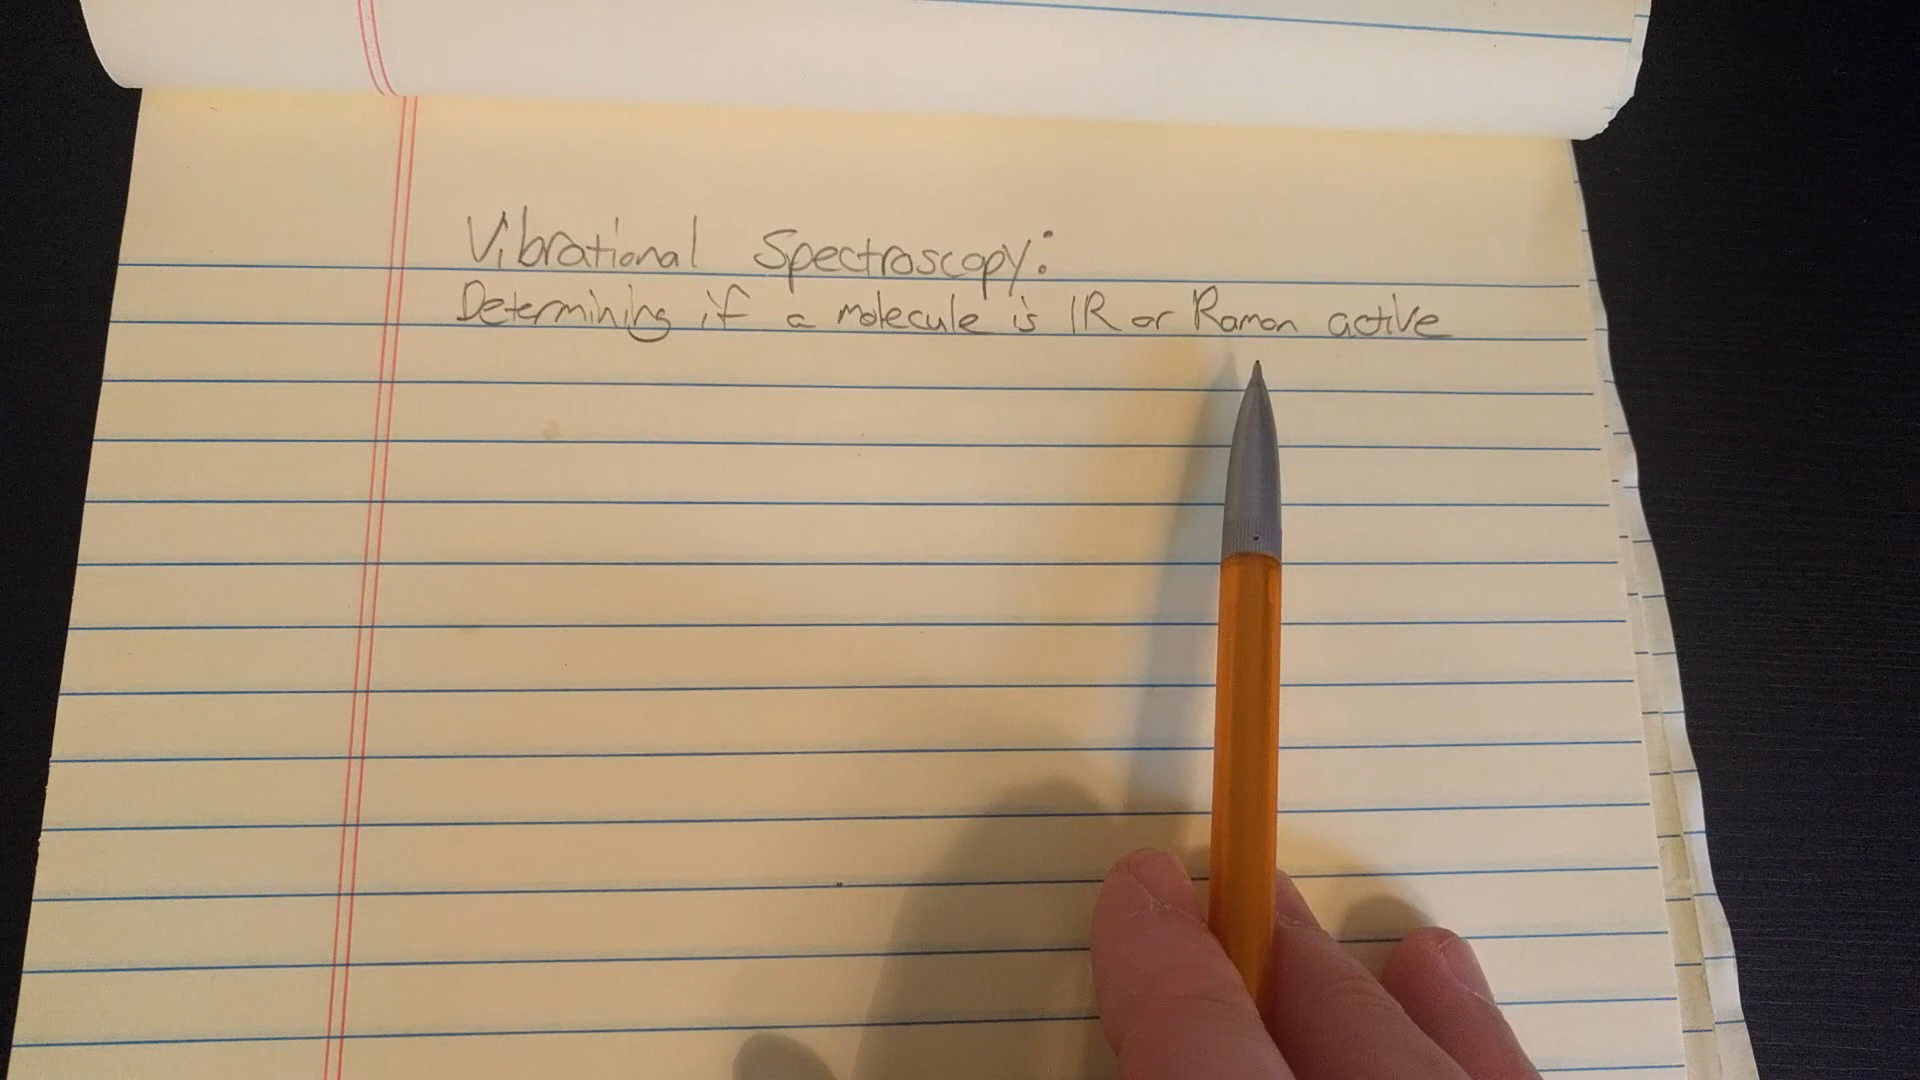 Vibrational Spectroscopy:
Determining if a molecule is IR or Raman active